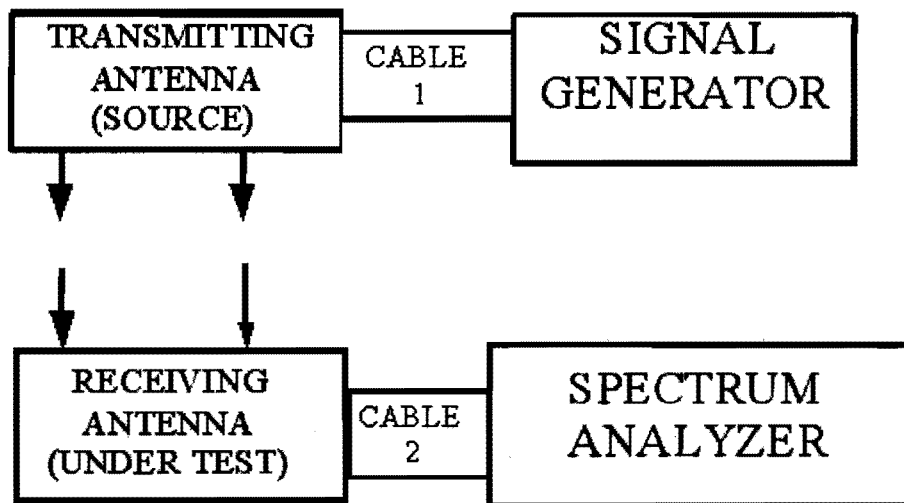 TRANSMITTING
ANTENNA
(SOURCE)
CABLE
1
SIGNAL
GENERATOR
RECEIVING
ANTENNA
(UNDER TEST)
CABLE
2
SPECTRUM
ANALYZER